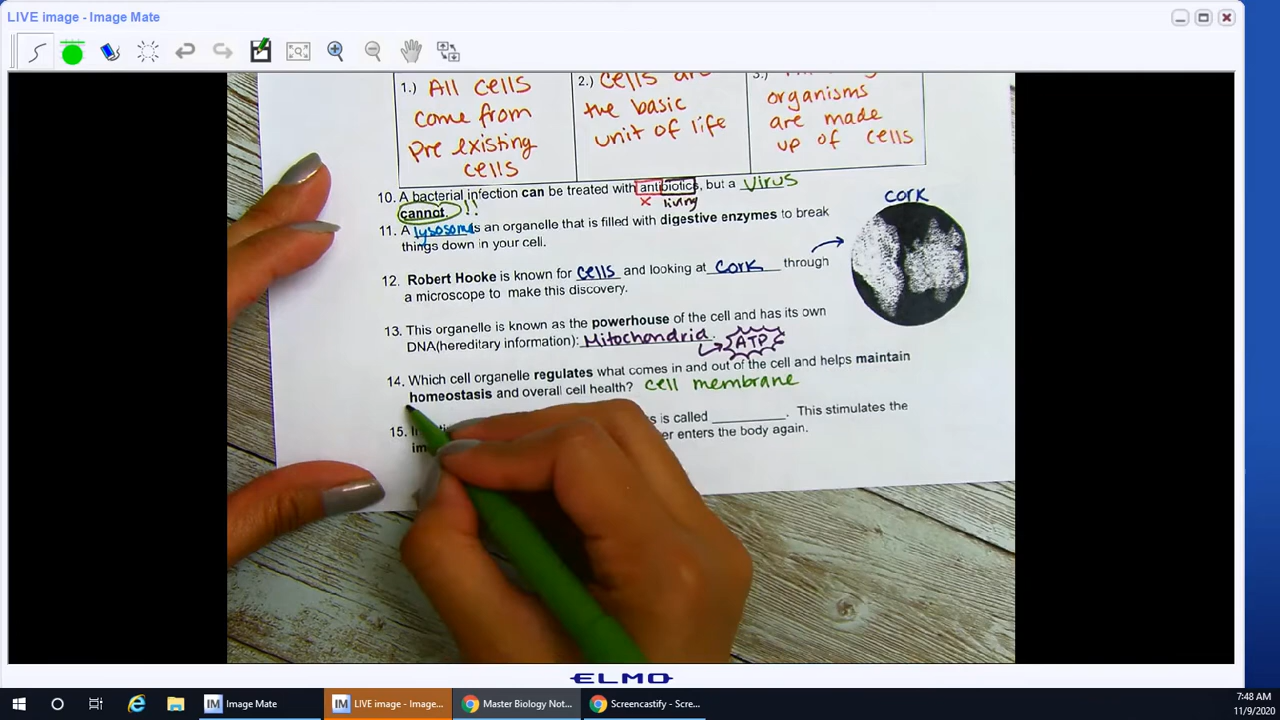 LIVE image - Image Mate
1.) All cells
come from
pre existing
cells
2.) Cells are
the basic
unit of life
3.)
organisms
are made
up of cells
10. A bacterial infection can be treated with antibiotics, but a Virus
X living
cannot. !!
11. A lysosome is an organelle that is filled with digestive enzymes to break
things down in your cell.
cork
12. Robert Hooke is known for cells and looking at cork through
a microscope to make this discovery.
13. This organelle is known as the powerhouse of the cell and has its own
DNA(hereditary information): Mitochondria.
ATP
14. Which cell organelle regulates what comes in and out of the cell and helps maintain
homeostasis and overall cell health? cell membrane
15. is called ________. This stimulates the
enters the body again.
ELMO
Image Mate
LIVE image - Image...
Master Biology Not...
Screencastify - Scre...
7:48 AM
11/9/2020